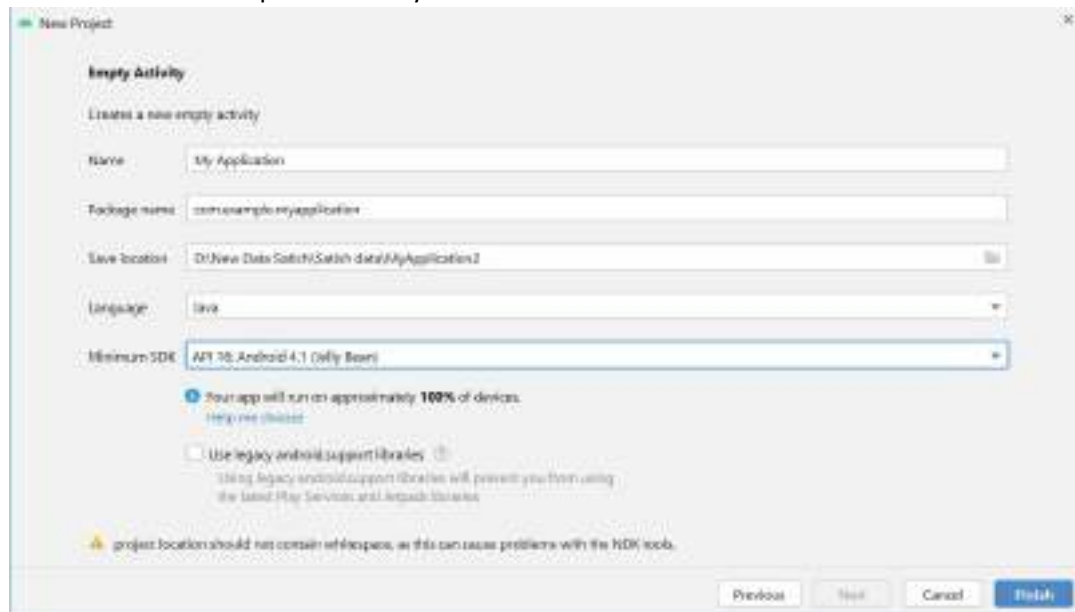 New Project
Empty Activity
Creates a new empty activity
Name My Application
Package name com.example.myapplication
Save location D:\New Data Satish\Satish data\MyApplication2
Language Java
Minimum SDK API 16: Android 4.1 (Jelly Bean)
Your app will run on approximately 100% of devices.
Help me choose
Use legacy android.support libraries
Using legacy android.support libraries will prevent you from using
the latest Play Services and Jetpack libraries
project location should not contain whitespace, as this can cause problems with the NDK tools.
Previous Next Cancel Finish